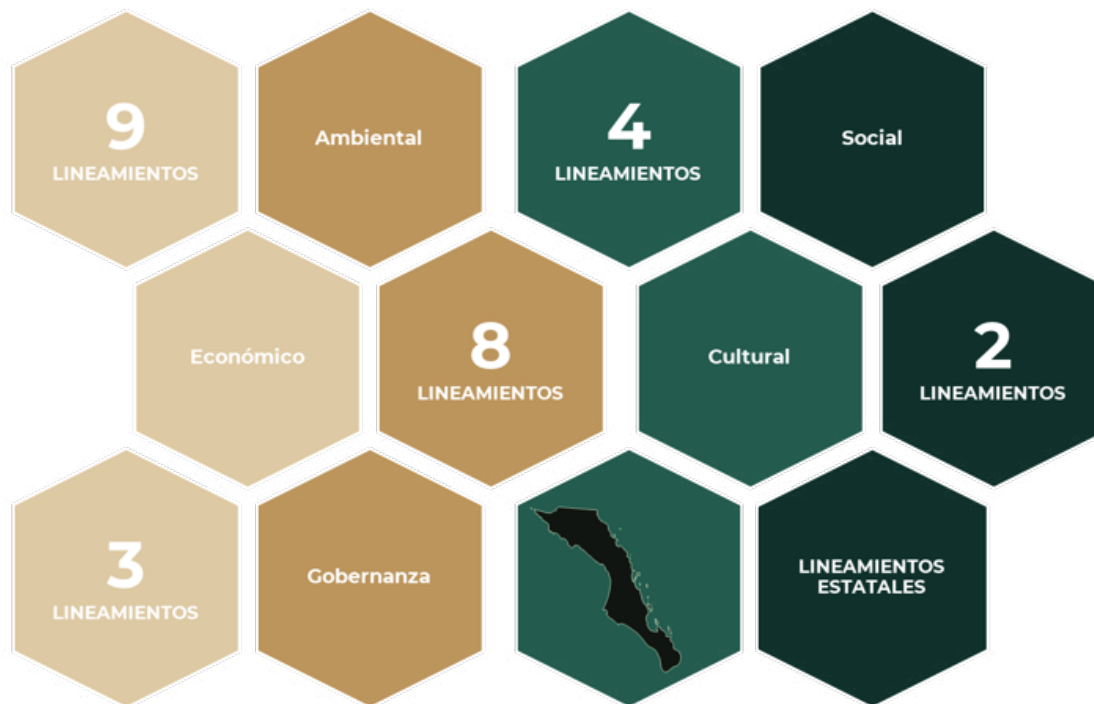 9
LINEAMIENTOS
Ambiental
4
LINEAMIENTOS
Social
Económico
8
LINEAMIENTOS
Cultural
2
LINEAMIENTOS
3
LINEAMIENTOS
Gobernanza
LINEAMIENTOS
ESTATALES